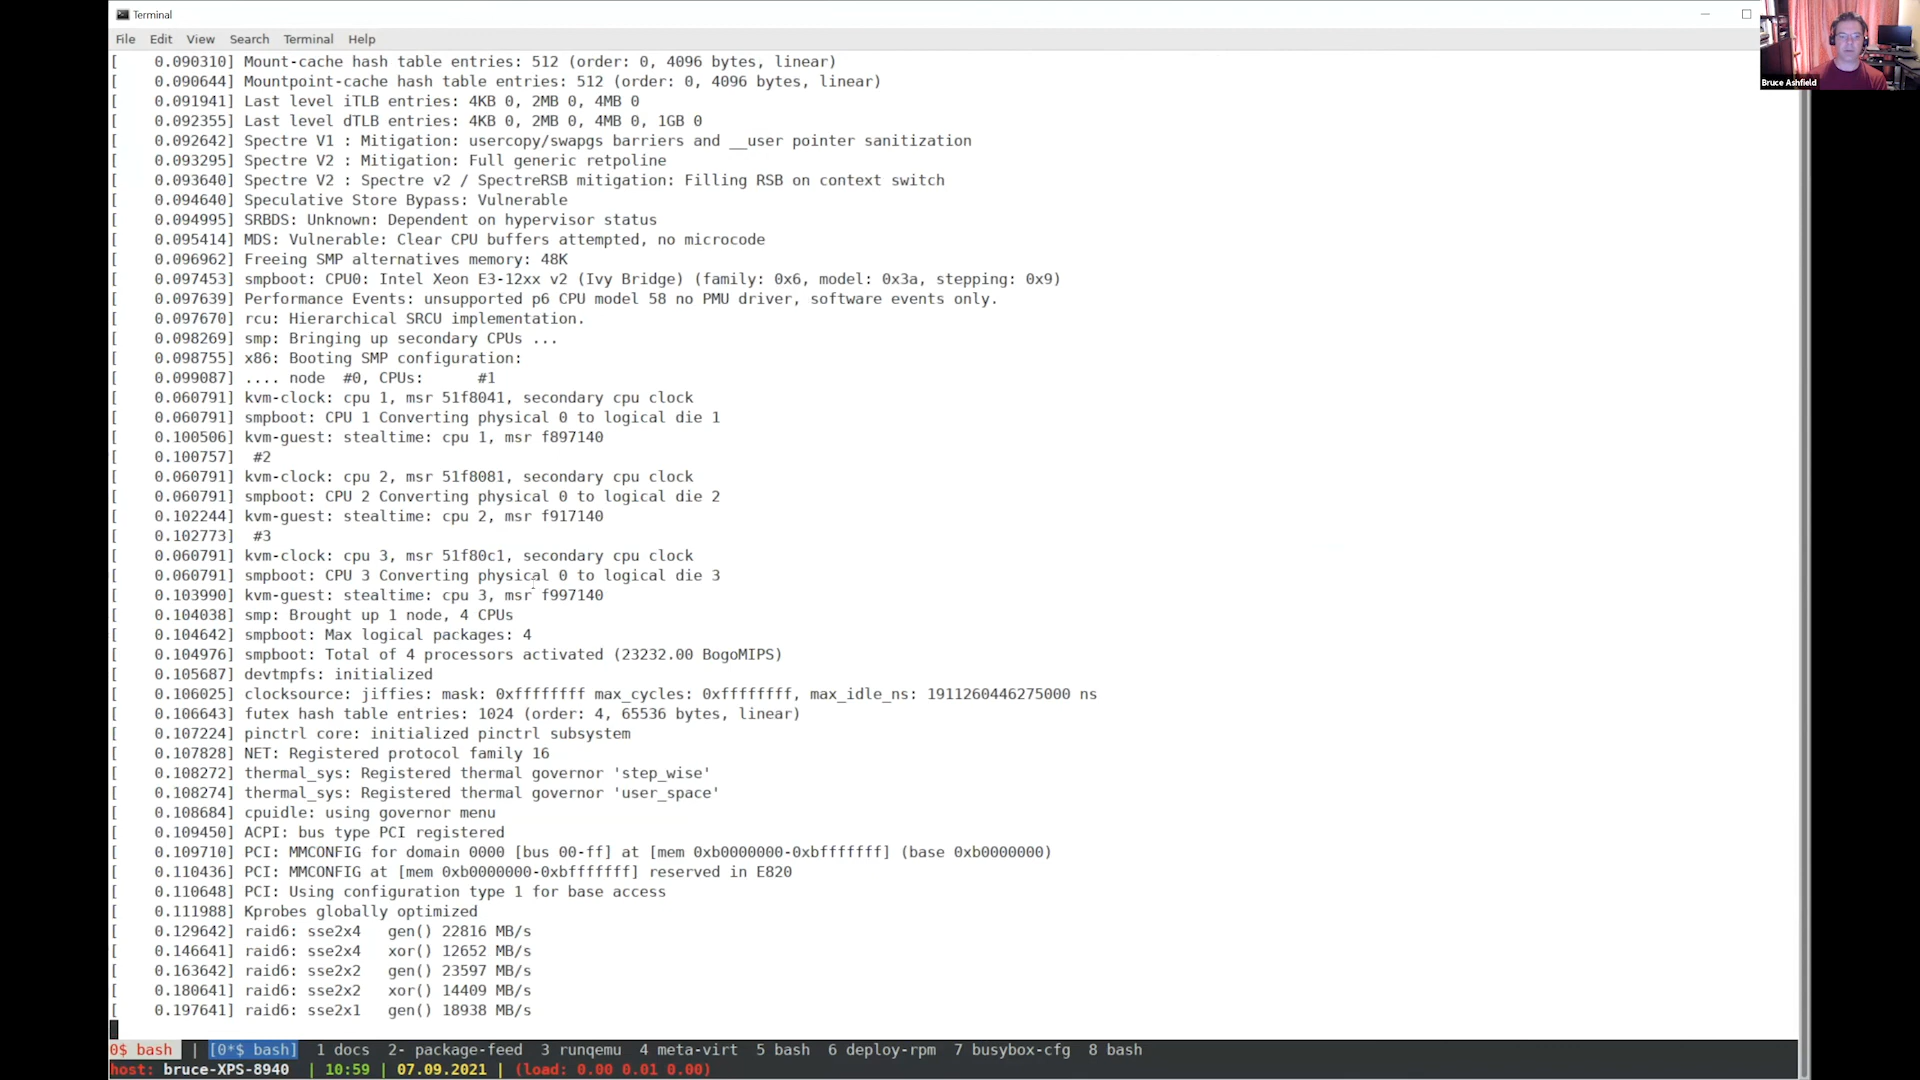 Terminal
File Edit View Search Terminal Help
[    0.090310] Mount-cache hash table entries: 512 (order: 0, 4096 bytes, linear)
[    0.090644] Mountpoint-cache hash table entries: 512 (order: 0, 4096 bytes, linear)
[    0.091941] Last level iTLB entries: 4KB 0, 2MB 0, 4MB 0
[    0.092355] Last level dTLB entries: 4KB 0, 2MB 0, 4MB 0, 1GB 0
[    0.092642] Spectre V1 : Mitigation: usercopy/swapgs barriers and __user pointer sanitization
[    0.093295] Spectre V2 : Mitigation: Full generic retpoline
[    0.093640] Spectre V2 : Spectre v2 / SpectreRSB mitigation: Filling RSB on context switch
[    0.094640] Speculative Store Bypass: Vulnerable
[    0.094995] SRBDS: Unknown: Dependent on hypervisor status
[    0.095414] MDS: Vulnerable: Clear CPU buffers attempted, no microcode
[    0.096962] Freeing SMP alternatives memory: 48K
[    0.097453] smpboot: CPU0: Intel Xeon E3-12xx v2 (Ivy Bridge) (family: 0x6, model: 0x3a, stepping: 0x9)
[    0.097639] Performance Events: unsupported p6 CPU model 58 no PMU driver, software events only.
[    0.097670] rcu: Hierarchical SRCU implementation.
[    0.098269] smp: Bringing up secondary CPUs ...
[    0.098755] x86: Booting SMP configuration:
[    0.099087] .... node  #0, CPUs:      #1
[    0.060791] kvm-clock: cpu 1, msr 51f8041, secondary cpu clock
[    0.060791] smpboot: CPU 1 Converting physical 0 to logical die 1
[    0.100506] kvm-guest: stealtime: cpu 1, msr f897140
[    0.100757]  #2
[    0.060791] kvm-clock: cpu 2, msr 51f8081, secondary cpu clock
[    0.060791] smpboot: CPU 2 Converting physical 0 to logical die 2
[    0.102244] kvm-guest: stealtime: cpu 2, msr f917140
[    0.102773]  #3
[    0.060791] kvm-clock: cpu 3, msr 51f80c1, secondary cpu clock
[    0.060791] smpboot: CPU 3 Converting physical 0 to logical die 3
[    0.103990] kvm-guest: stealtime: cpu 3, msr f997140
[    0.104038] smp: Brought up 1 node, 4 CPUs
[    0.104642] smpboot: Max logical packages: 4
[    0.104976] smpboot: Total of 4 processors activated (23232.00 BogoMIPS)
[    0.105687] devtmpfs: initialized
[    0.106025] clocksource: jiffies: mask: 0xffffffff max_cycles: 0xffffffff, max_idle_ns: 1911260446275000 ns
[    0.106643] futex hash table entries: 1024 (order: 4, 65536 bytes, linear)
[    0.107224] pinctrl core: initialized pinctrl subsystem
[    0.107828] NET: Registered protocol family 16
[    0.108272] thermal_sys: Registered thermal governor 'step_wise'
[    0.108274] thermal_sys: Registered thermal governor 'user_space'
[    0.108684] cpuidle: using governor menu
[    0.109450] ACPI: bus type PCI registered
[    0.109710] PCI: MMCONFIG for domain 0000 [bus 00-ff] at [mem 0xb0000000-0xbfffffff] (base 0xb0000000)
[    0.110436] PCI: MMCONFIG at [mem 0xb0000000-0xbfffffff] reserved in E820
[    0.110648] PCI: Using configuration type 1 for base access
[    0.111988] Kprobes globally optimized
[    0.129642] raid6: sse2x4   gen() 22816 MB/s
[    0.146641] raid6: sse2x4   xor() 12652 MB/s
[    0.163642] raid6: sse2x2   gen() 23597 MB/s
[    0.180641] raid6: sse2x2   xor() 14409 MB/s
[    0.197641] raid6: sse2x1   gen() 18938 MB/s
0$ bash | [0*$ bash] 1 docs 2- package-feed 3 runqemu 4 meta-virt 5 bash 6 deploy-rpm 7 busybox-cfg 8 bash
host: bruce-XPS-8940 | 10:59 | 07.09.2021 | (load: 0.00 0.01 0.00)
Bruce Ashfield